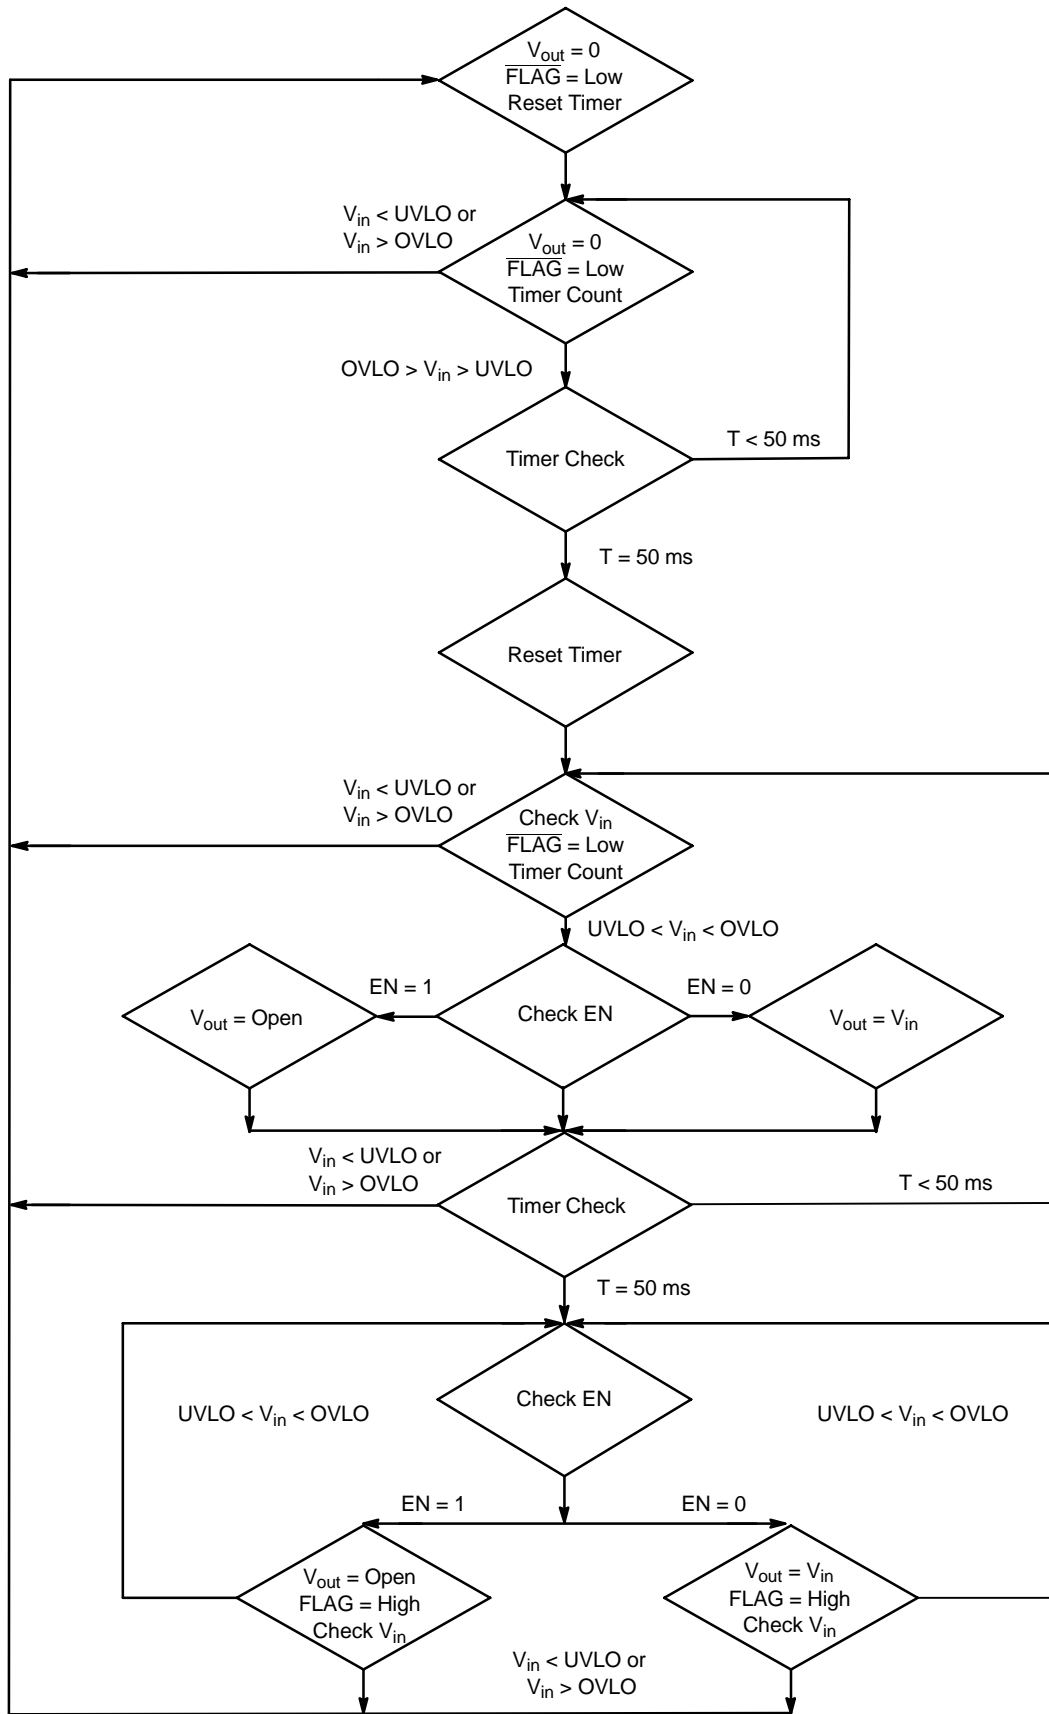 Vout = 0
FLAG = Low
Reset Timer
Vin < UVLO or
Vin > OVLO
Vout = 0
FLAG = Low
Timer Count
OVLO > Vin > UVLO
Timer Check
T < 50 ms
T = 50 ms
Reset Timer
Vin < UVLO or
Vin > OVLO
Check Vin
FLAG = Low
Timer Count
UVLO < Vin < OVLO
EN = 1
EN = 0
Vout = Open
Check EN
Vout = Vin
Vin < UVLO or
Vin > OVLO
Timer Check
T < 50 ms
T = 50 ms
Check EN
UVLO < Vin < OVLO
UVLO < Vin < OVLO
EN = 1
EN = 0
Vout = Open
FLAG = High
Check Vin
Vout = Vin
FLAG = High
Check Vin
Vin < UVLO or
Vin > OVLO